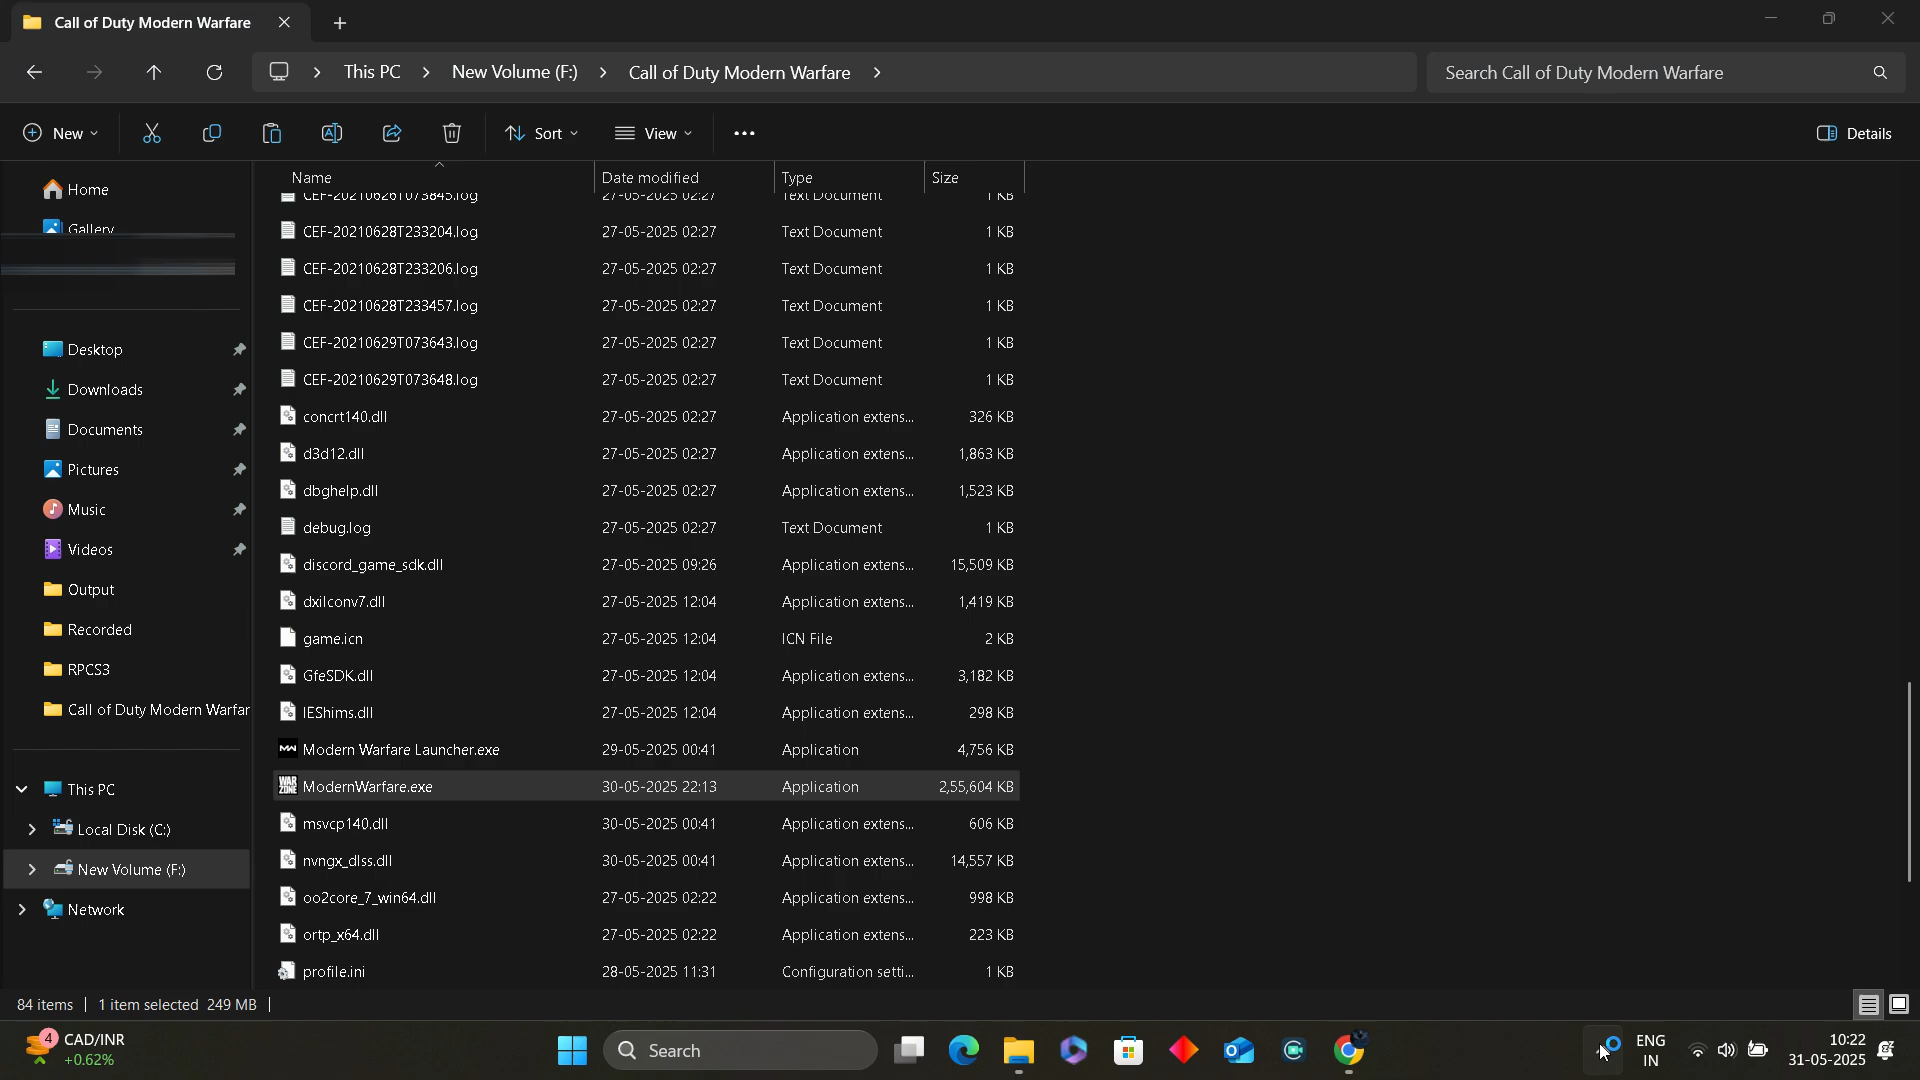 Call of Duty Modern Warfare
This PC > New Volume (F:) > Call of Duty Modern Warfare >
Search Call of Duty Modern Warfare
New
Sort
View
Details
Home
Gallery
Desktop
Downloads
Documents
Pictures
Music
Videos
Output
Recorded
RPCS3
Call of Duty Modern Warfar
This PC
Local Disk (C:)
New Volume (F:)
Network
Name Date modified Type Size
CEF-20210626T073845.log 27-05-2025 02:27 Text Document 1 KB
CEF-20210628T233204.log 27-05-2025 02:27 Text Document 1 KB
CEF-20210628T233206.log 27-05-2025 02:27 Text Document 1 KB
CEF-20210628T233457.log 27-05-2025 02:27 Text Document 1 KB
CEF-20210629T073643.log 27-05-2025 02:27 Text Document 1 KB
CEF-20210629T073648.log 27-05-2025 02:27 Text Document 1 KB
concrt140.dll 27-05-2025 02:27 Application extens... 326 KB
d3d12.dll 27-05-2025 02:27 Application extens... 1,863 KB
dbghelp.dll 27-05-2025 02:27 Application extens... 1,523 KB
debug.log 27-05-2025 02:27 Text Document 1 KB
discord_game_sdk.dll 27-05-2025 09:26 Application extens... 15,509 KB
dxilconv7.dll 27-05-2025 12:04 Application extens... 1,419 KB
game.icn 27-05-2025 12:04 ICN File 2 KB
GfeSDK.dll 27-05-2025 12:04 Application extens... 3,182 KB
IEShims.dll 27-05-2025 12:04 Application extens... 298 KB
Modern Warfare Launcher.exe 29-05-2025 00:41 Application 4,756 KB
ModernWarfare.exe 30-05-2025 22:13 Application 2,55,604 KB
msvcp140.dll 30-05-2025 00:41 Application extens... 606 KB
nvngx_dlss.dll 30-05-2025 00:41 Application extens... 14,557 KB
oo2core_7_win64.dll 27-05-2025 02:22 Application extens... 998 KB
ortp_x64.dll 27-05-2025 02:22 Application extens... 223 KB
profile.ini 28-05-2025 11:31 Configuration setti... 1 KB
84 items | 1 item selected 249 MB |
4
CAD/INR
+0.62%
Search
ENG
IN
10:22
31-05-2025